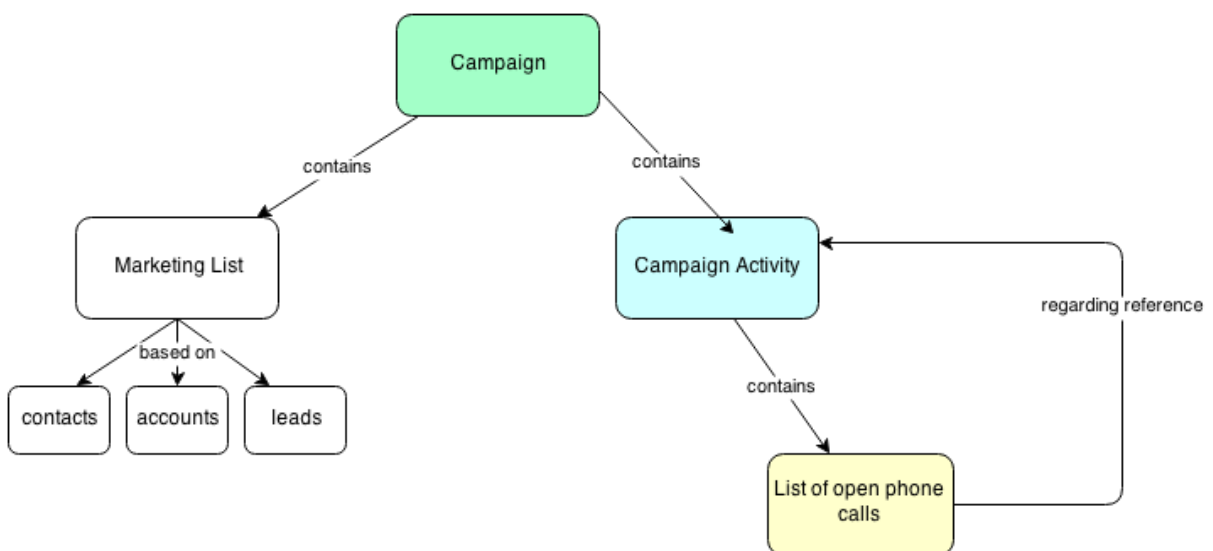 Campaign
contains
contains
Marketing List
Campaign Activity
regarding reference
based on
contains
contacts
accounts
leads
List of open phone
calls